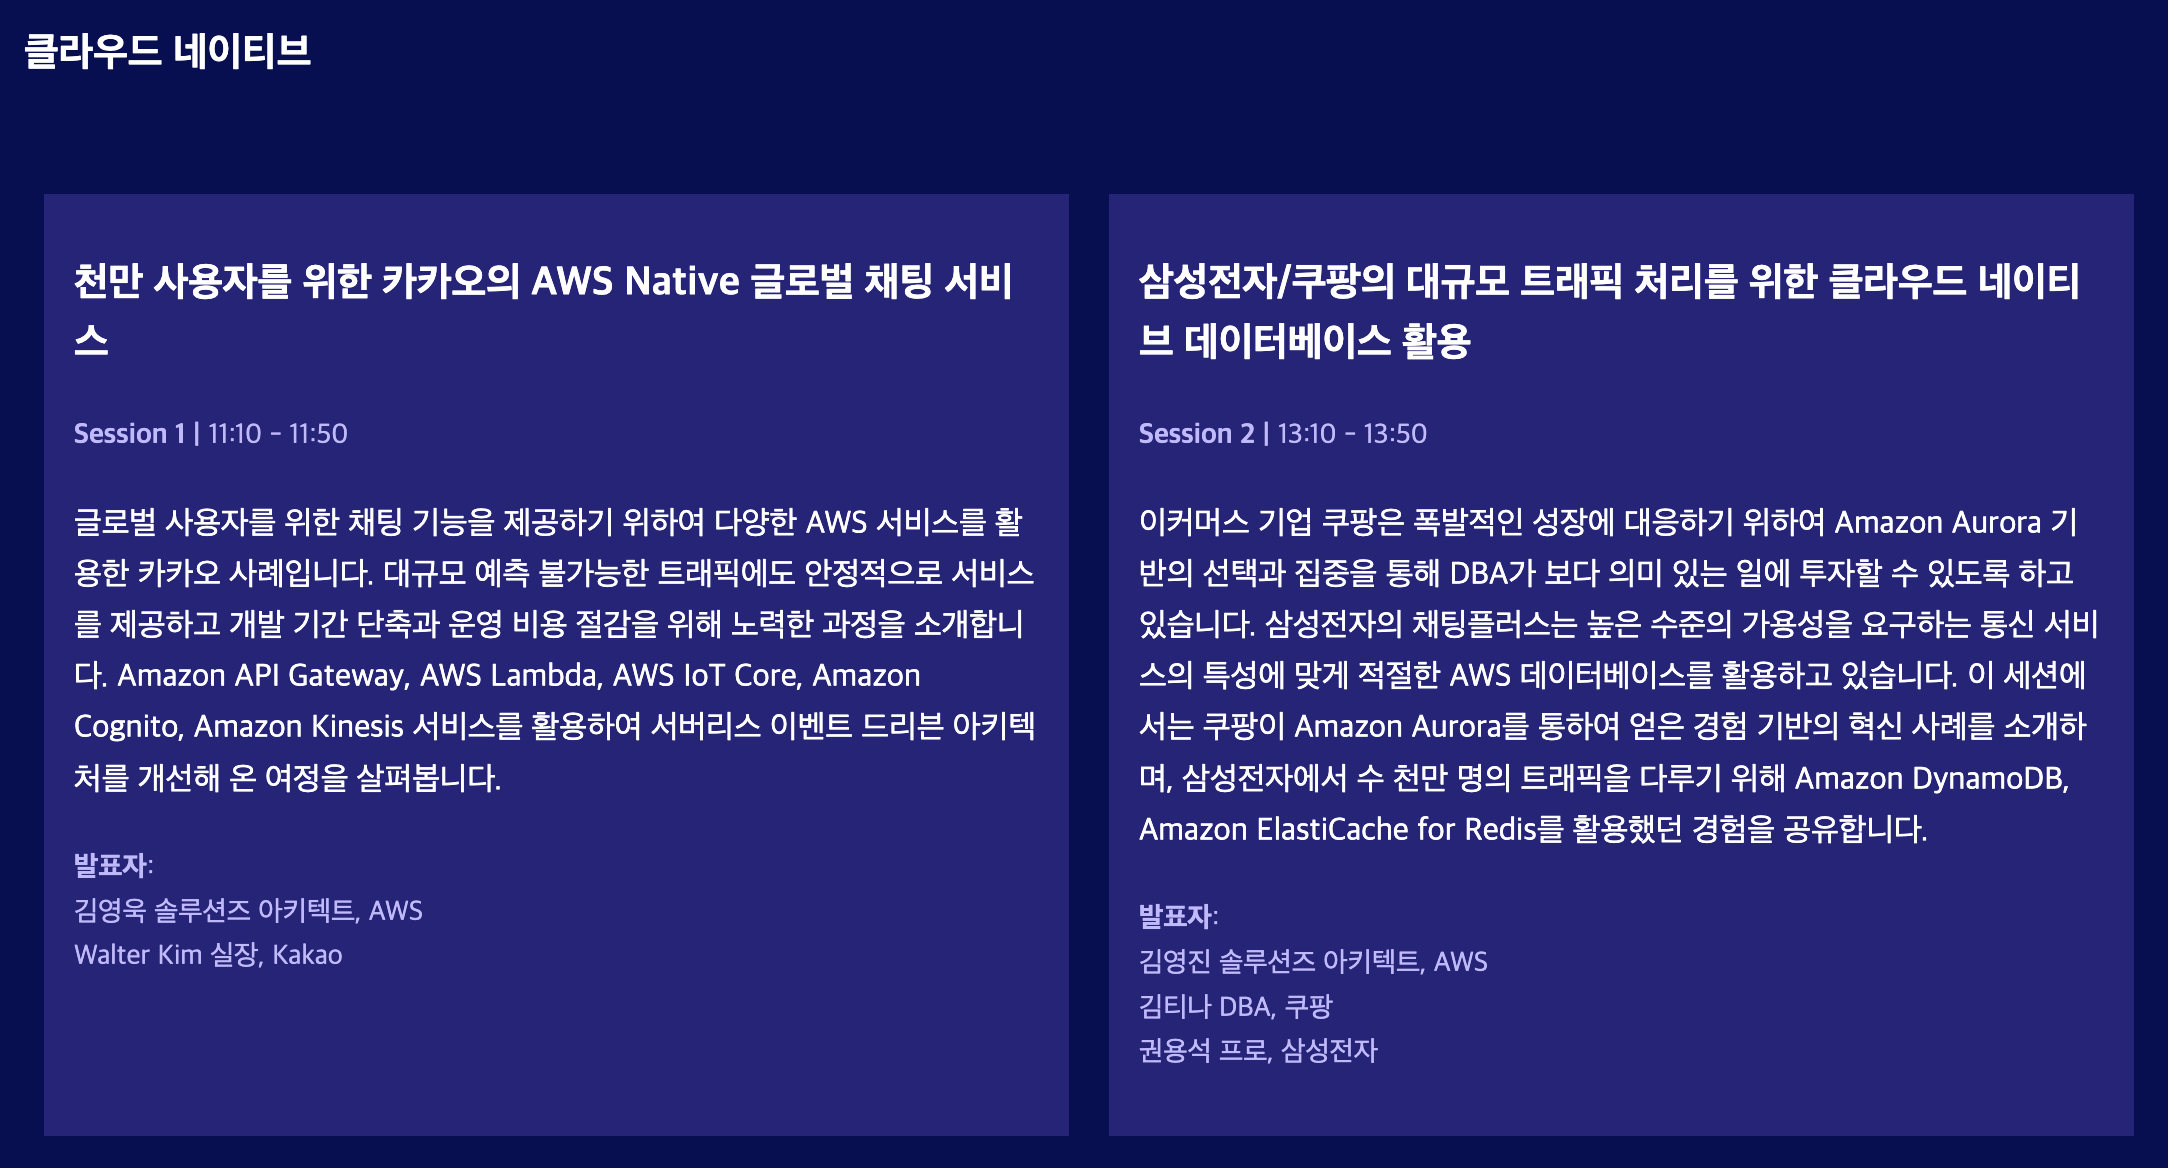 클라우드 네이티브
천만 사용자를 위한 카카오의 AWS Native 글로벌 채팅 서비
스
Session 1 | 11:10 - 11:50
글로벌 사용자를 위한 채팅 기능을 제공하기 위하여 다양한 AWS 서비스를 활
용한 카카오 사례입니다. 대규모 예측 불가능한 트래픽에도 안정적으로 서비스
를 제공하고 개발 기간 단축과 운영 비용 절감을 위해 노력한 과정을 소개합니
다. Amazon API Gateway, AWS Lambda, AWS IoT Core, Amazon
Cognito, Amazon Kinesis 서비스를 활용하여 서버리스 이벤트 드리븐 아키텍
처를 개선해 온 여정을 살펴봅니다.
발표자:
김영욱 솔루션즈 아키텍트, AWS
Walter Kim 실장, Kakao
삼성전자/쿠팡의 대규모 트래픽 처리를 위한 클라우드 네이티
브 데이터베이스 활용
Session 2 | 13:10 - 13:50
이커머스 기업 쿠팡은 폭발적인 성장에 대응하기 위하여 Amazon Aurora 기
반의 선택과 집중을 통해 DBA가 보다 의미 있는 일에 투자할 수 있도록 하고
있습니다. 삼성전자의 채팅플러스는 높은 수준의 가용성을 요구하는 통신 서비
스의 특성에 맞게 적절한 AWS 데이터베이스를 활용하고 있습니다. 이 세션에
서는 쿠팡이 Amazon Aurora를 통하여 얻은 경험 기반의 혁신 사례를 소개하
며, 삼성전자에서 수 천만 명의 트래픽을 다루기 위해 Amazon DynamoDB,
Amazon ElastiCache for Redis를 활용했던 경험을 공유합니다.
발표자:
김영진 솔루션즈 아키텍트, AWS
김티나 DBA, 쿠팡
권용석 프로, 삼성전자